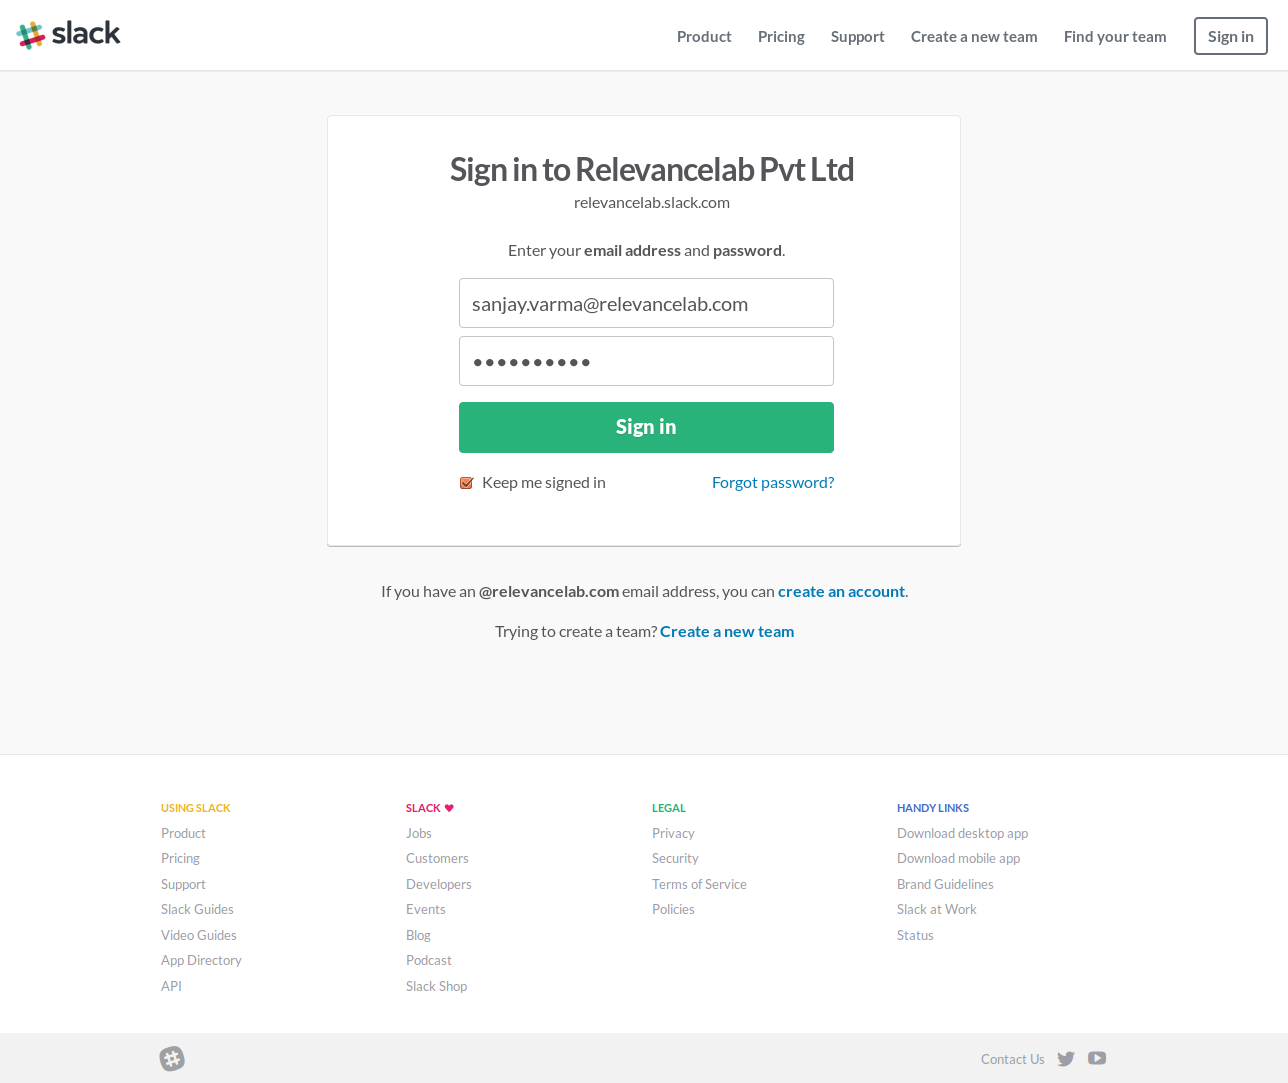 slack
Product Pricing Support Create a new team Find your team Sign in
Sign in to Relevancelab Pvt Ltd
relevancelab.slack.com
Enter your email address and password.
sanjay.varma@relevancelab.com
••••••••••
Sign in
Keep me signed in Forgot password?
If you have an @relevancelab.com email address, you can create an account.
Trying to create a team? Create a new team
USING SLACK
Product
Pricing
Support
Slack Guides
Video Guides
App Directory
API
SLACK ♥
Jobs
Customers
Developers
Events
Blog
Podcast
Slack Shop
LEGAL
Privacy
Security
Terms of Service
Policies
HANDY LINKS
Download desktop app
Download mobile app
Brand Guidelines
Slack at Work
Status
Contact Us